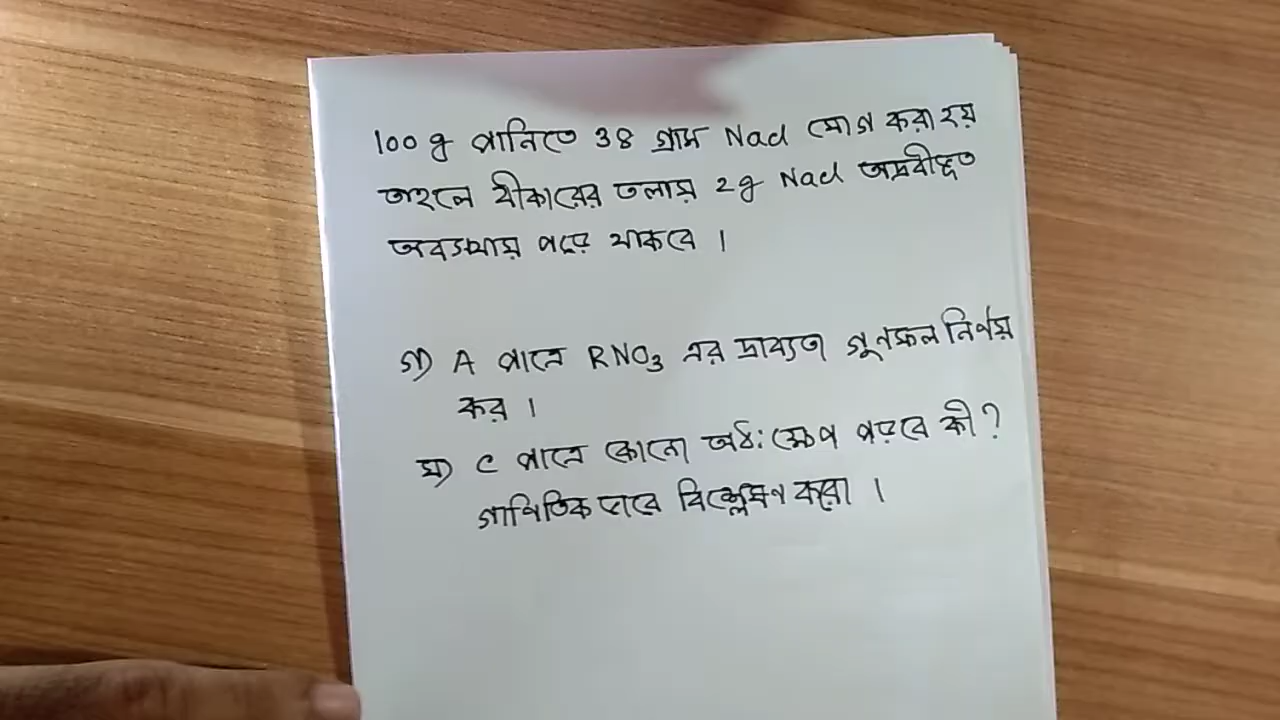 100 g পানিতে 38 গ্রাম Nacl যোগ করা হয়
তাহলে বীকারের তলায় 2g Nacl অদ্রবীভূত
অবস্থায় পড়ে থাকবে ।
গ) A পাত্রে RNO3 এর দ্রাব্যতা গুণফল নির্ণয়
কর ।
ঘ) C পাত্রে কোনো অধঃক্ষেপ পড়বে কী?
গাণিতিক ভাবে বিশ্লেষণ করো ।